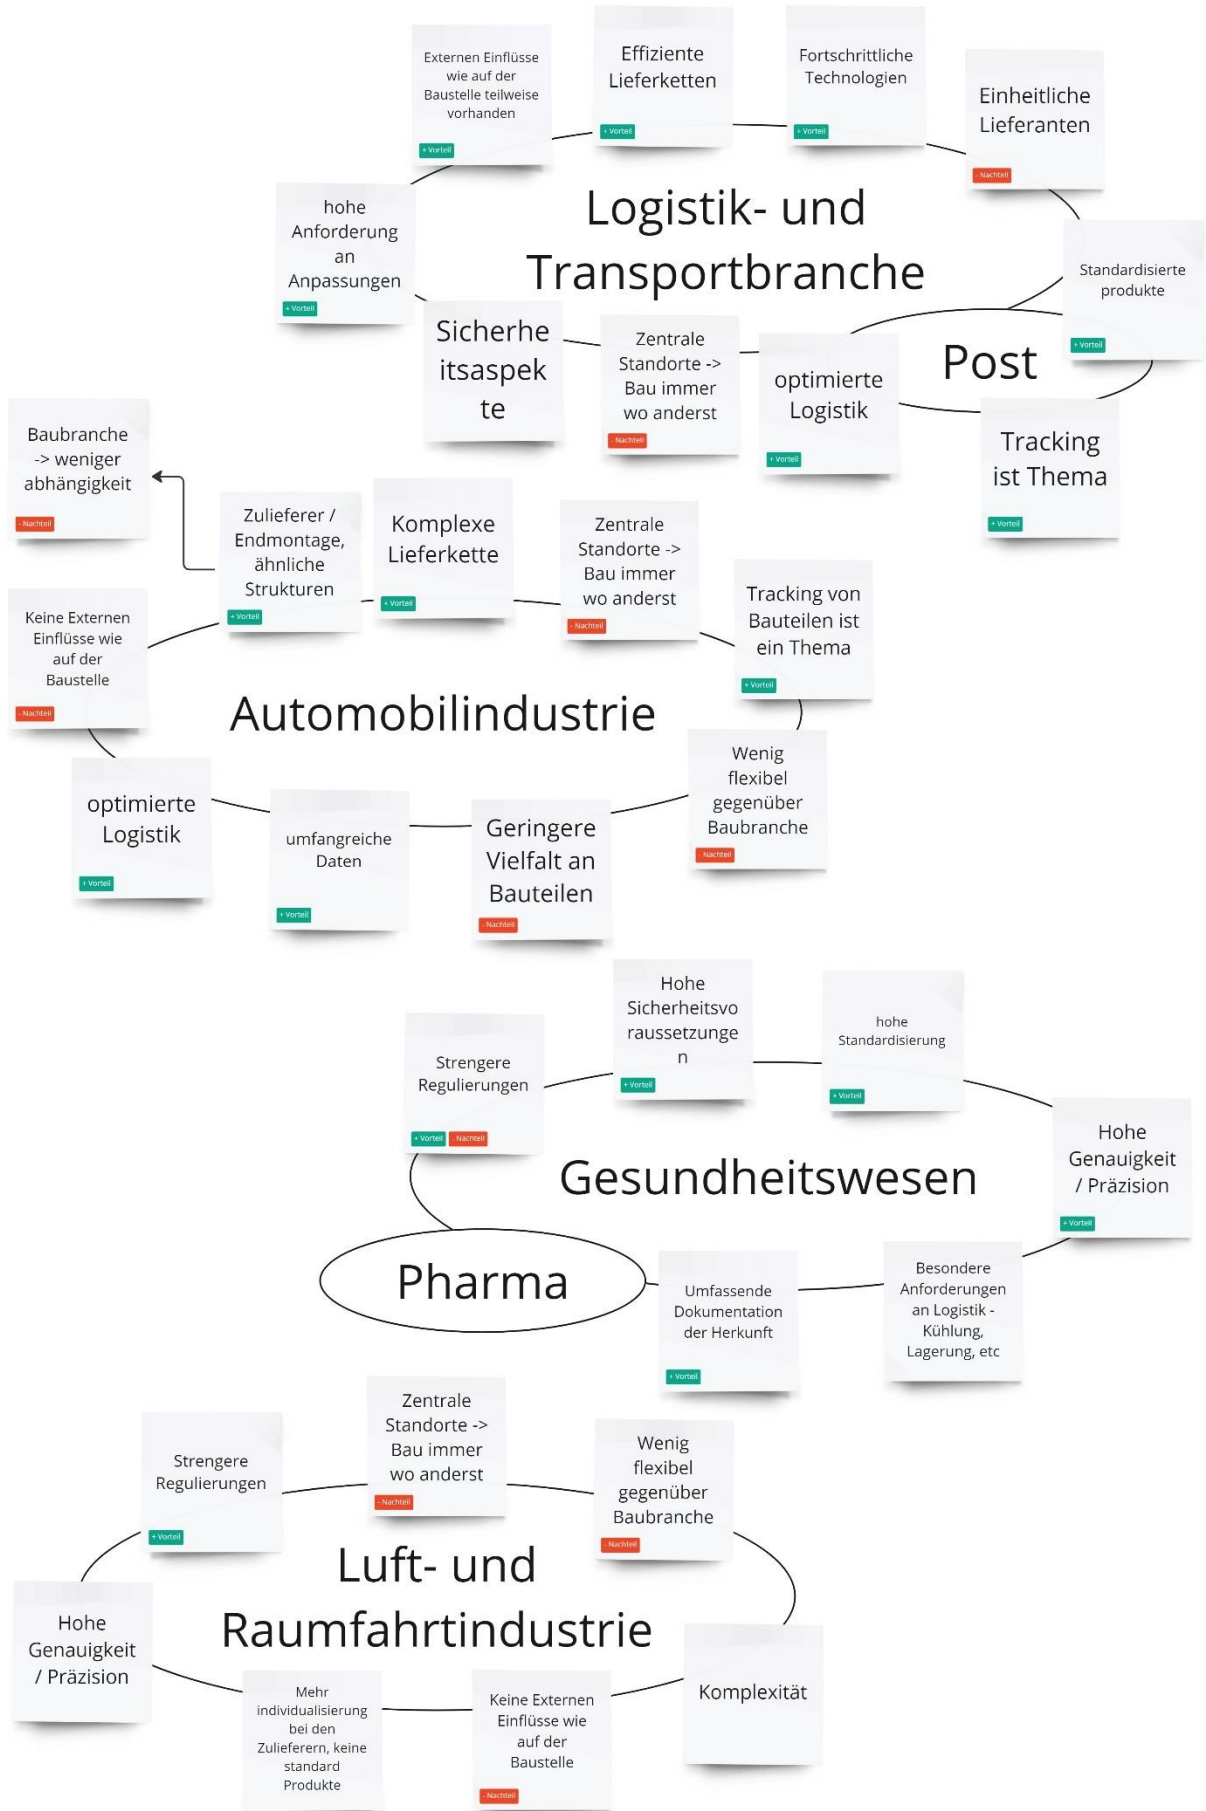 Externen Einflüsse
wie auf der
Baustelle teilweise
vorhanden
+ Vorteil
Effiziente
Lieferketten
+ Vorteil
Fortschrittliche
Technologien
+ Vorteil
Einheitliche
Lieferanten
- Nachteil
hohe
Anforderung
an
Anpassungen
+ Vorteil
Logistik- und
Transportbranche
Standardisierte
produkte
+ Vorteil
Sicherhe
itsaspek
te
Zentrale
Standorte ->
Bau immer
wo anderst
- Nachteil
optimierte
Logistik
+ Vorteil
Post
Tracking
ist Thema
+ Vorteil
Baubranche
-> weniger
abhängigkeit
- Nachteil
Zulieferer /
Endmontage,
ähnliche
Strukturen
+ Vorteil
Komplexe
Lieferkette
+ Vorteil
Zentrale
Standorte ->
Bau immer
wo anderst
- Nachteil
Tracking von
Bauteilen ist
ein Thema
+ Vorteil
Keine Externen
Einflüsse wie
auf der
Baustelle
- Nachteil
Automobilindustrie
Wenig
flexibel
gegenüber
Baubranche
- Nachteil
optimierte
Logistik
+ Vorteil
umfangreiche
Daten
+ Vorteil
Geringere
Vielfalt an
Bauteilen
- Nachteil
Strengere
Regulierungen
+ Vorteil - Nachteil
Hohe
Sicherheitsvo
raussetzunge
n
+ Vorteil
hohe
Standardisierung
+ Vorteil
Hohe
Genauigkeit
/ Präzision
+ Vorteil
Gesundheitswesen
Pharma
Umfassende
Dokumentation
der Herkunft
+ Vorteil
Besondere
Anforderungen
an Logistik -
Kühlung,
Lagerung, etc
Strengere
Regulierungen
+ Vorteil
Zentrale
Standorte ->
Bau immer
wo anderst
- Nachteil
Wenig
flexibel
gegenüber
Baubranche
- Nachteil
Luft- und
Raumfahrtindustrie
Hohe
Genauigkeit
/ Präzision
Mehr
individualisierung
bei den
Zulieferern, keine
standard
Produkte
Keine Externen
Einflüsse wie
auf der
Baustelle
- Nachteil
Komplexität